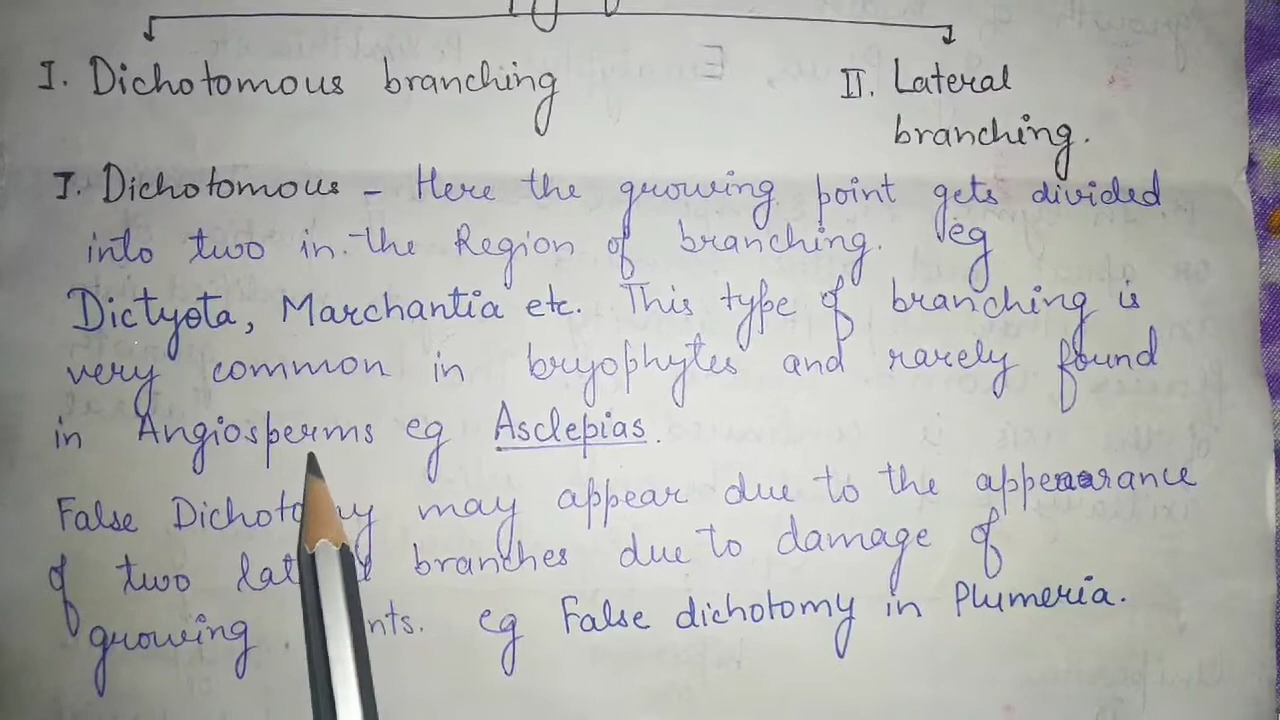 I. Dichotomous branching
II. Lateral
branching.
I. Dichotomous - Here the growing point gets divided
into two in the Region of branching. eg
Dictyota, Marchantia etc. This type of branching is
very common in bryophytes and rarely found
in Angiosperms eg Asclepias.
False may appear due to the appearance
of two branches due to damage of
growing eg False dichotomy in Plumeria.